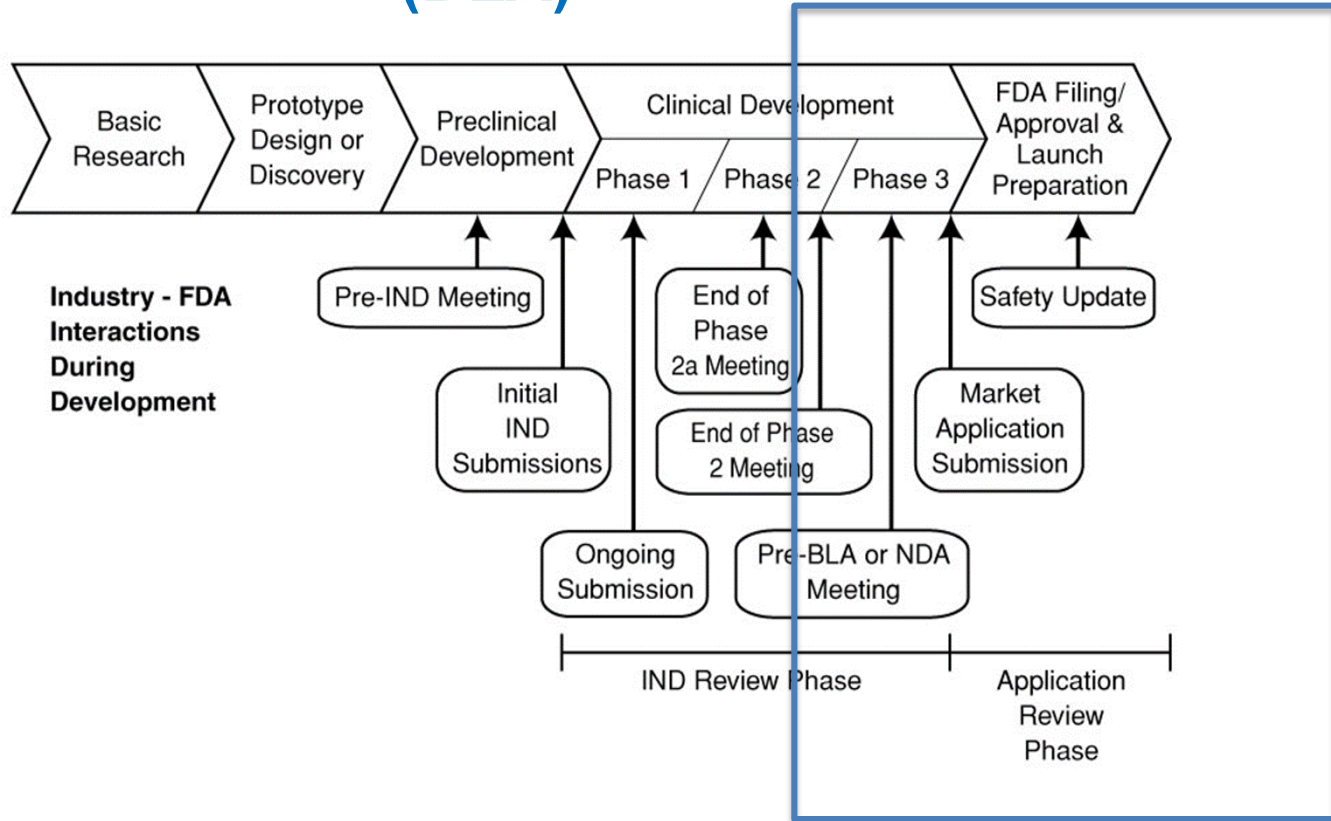 Basic
Research
Prototype
Design or
Discovery
Preclinical
Development
Clinical Development
Phase 1
Phase 2
Phase 3
FDA Filing/
Approval &
Launch
Preparation
Industry - FDA
Interactions
During
Development
Pre-IND Meeting
Initial
IND
Submissions
Ongoing
Submission
End of
Phase
2a Meeting
End of Phase
2 Meeting
Pre-BLA or NDA
Meeting
Market
Application
Submission
Safety Update
IND Review Phase
Application
Review
Phase